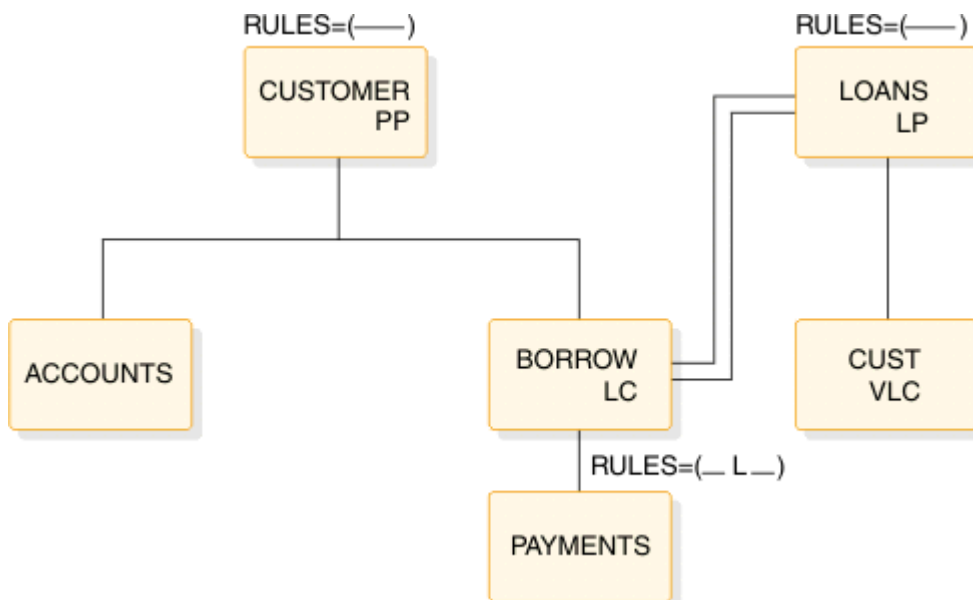 RULES=(—— )
RULES=(—— )
CUSTOMER
PP
LOANS
LP
ACCOUNTS
BORROW
LC
CUST
VLC
RULES=(__ L __)
PAYMENTS